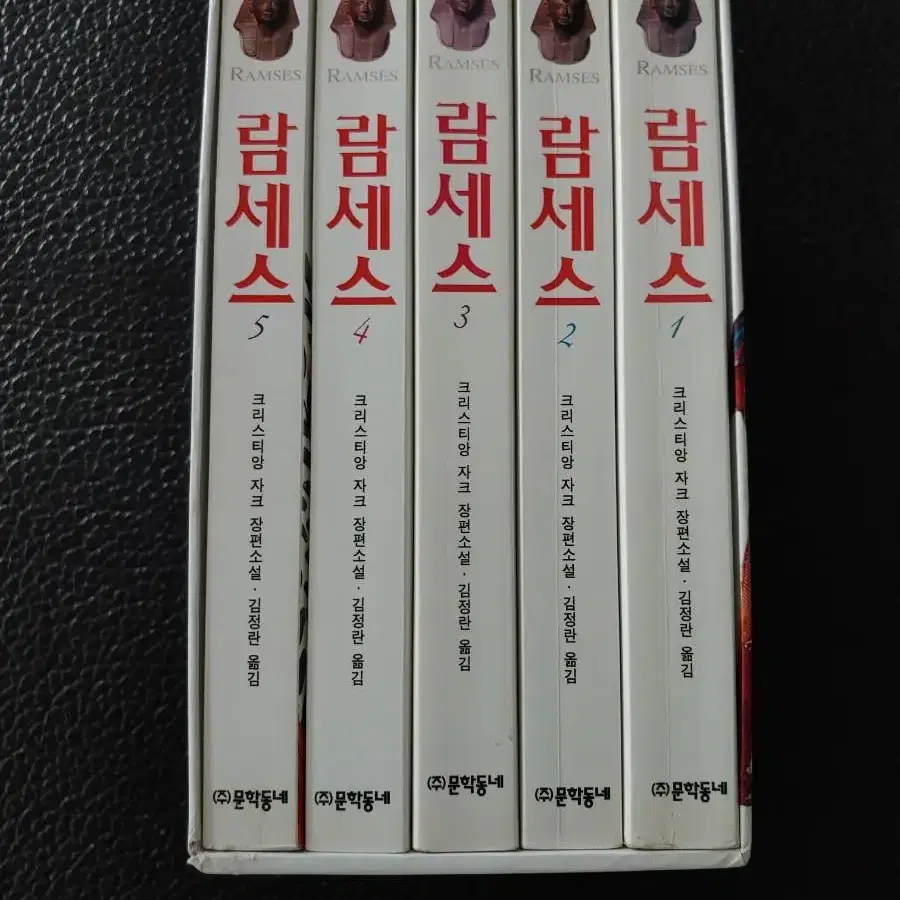 RAMSES
람세스
5
크리스티앙 자크 장편소설 · 김정란 옮김
(주)문학동네
RAMSES
람세스
4
크리스티앙 자크 장편소설 · 김정란 옮김
(주)문학동네
RAMSES
람세스
3
크리스티앙 자크 장편소설 · 김정란 옮김
(주)문학동네
RAMSES
람세스
2
크리스티앙 자크 장편소설 · 김정란 옮김
(주)문학동네
RAMSES
람세스
1
크리스티앙 자크 장편소설 · 김정란 옮김
(주)문학동네